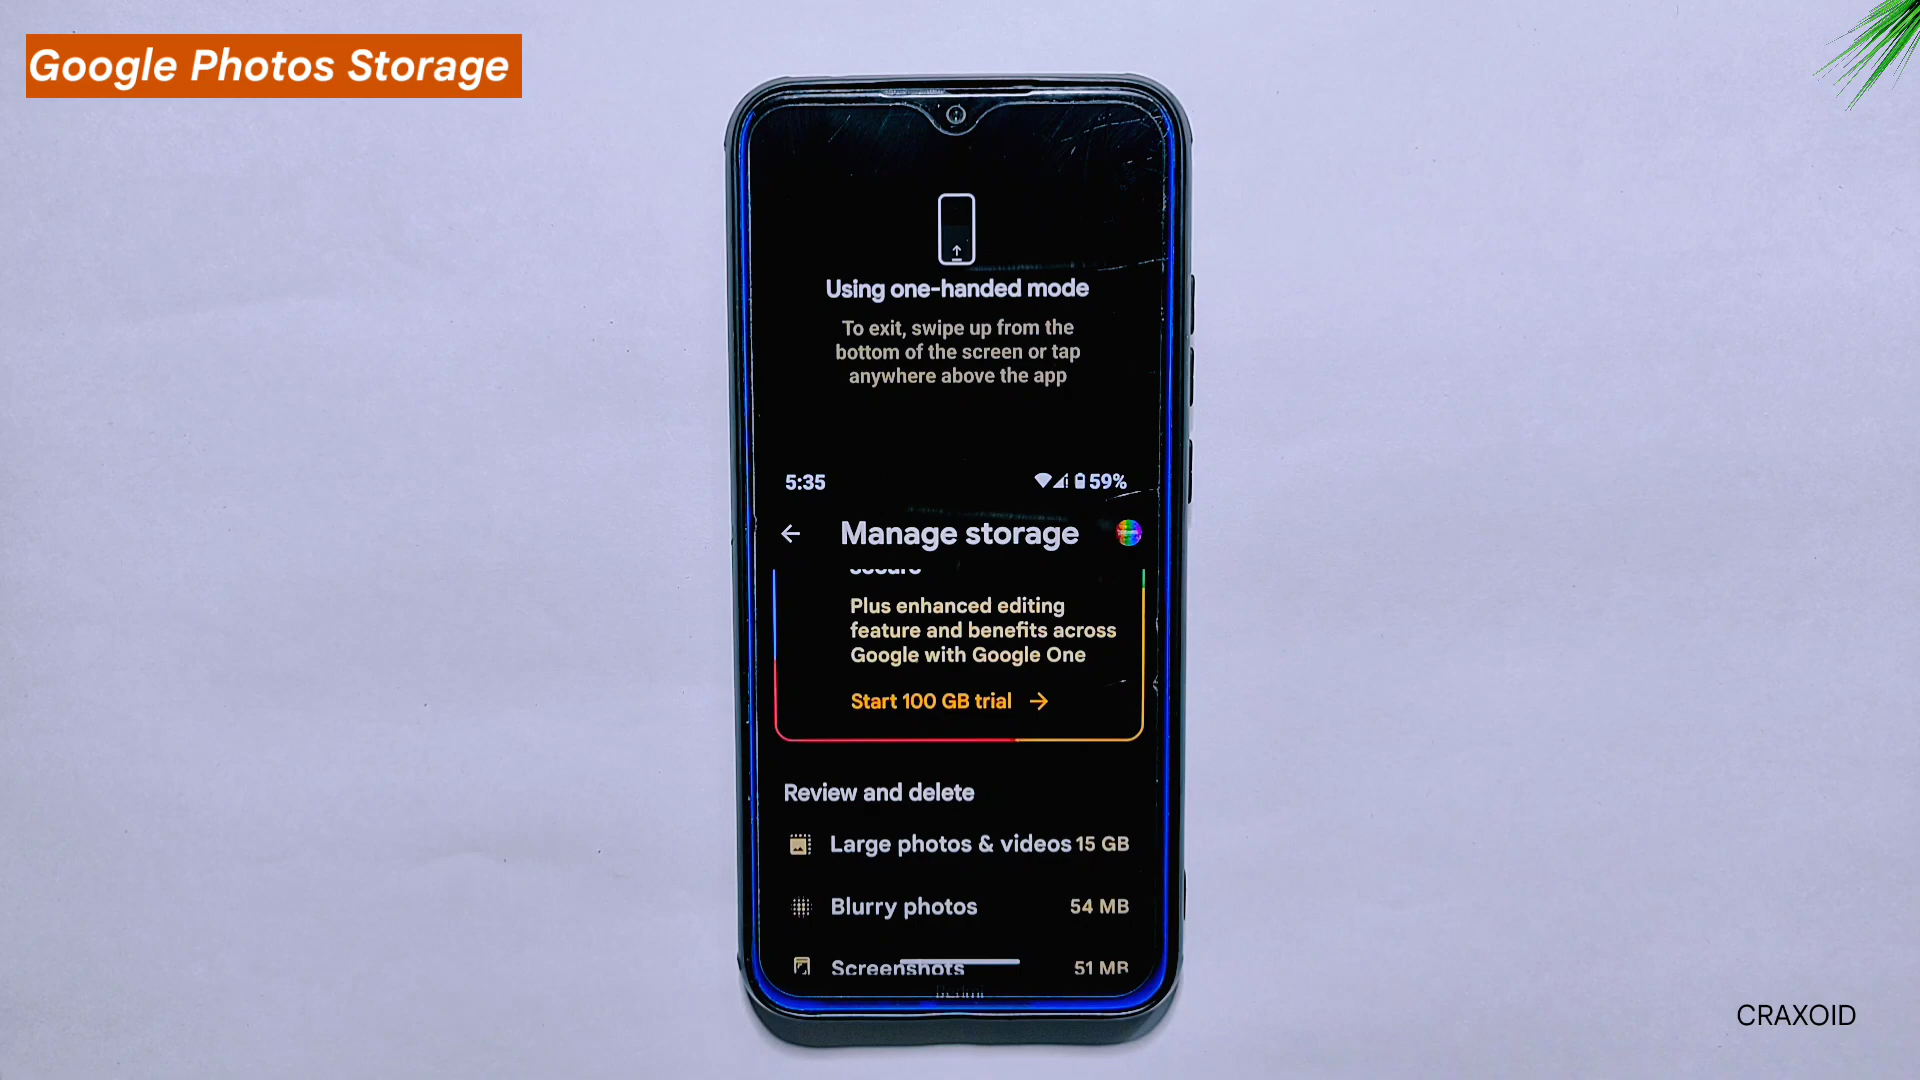 Google Photos Storage
Using one-handed mode
To exit, swipe up from the
bottom of the screen or tap
anywhere above the app
5:35
59%
Manage storage
Plus enhanced editing
feature and benefits across
Google with Google One
Start 100 GB trial →
Review and delete
Large photos & videos 15 GB
Blurry photos 54 MB
Screenshots 51 MB
CRAXOID